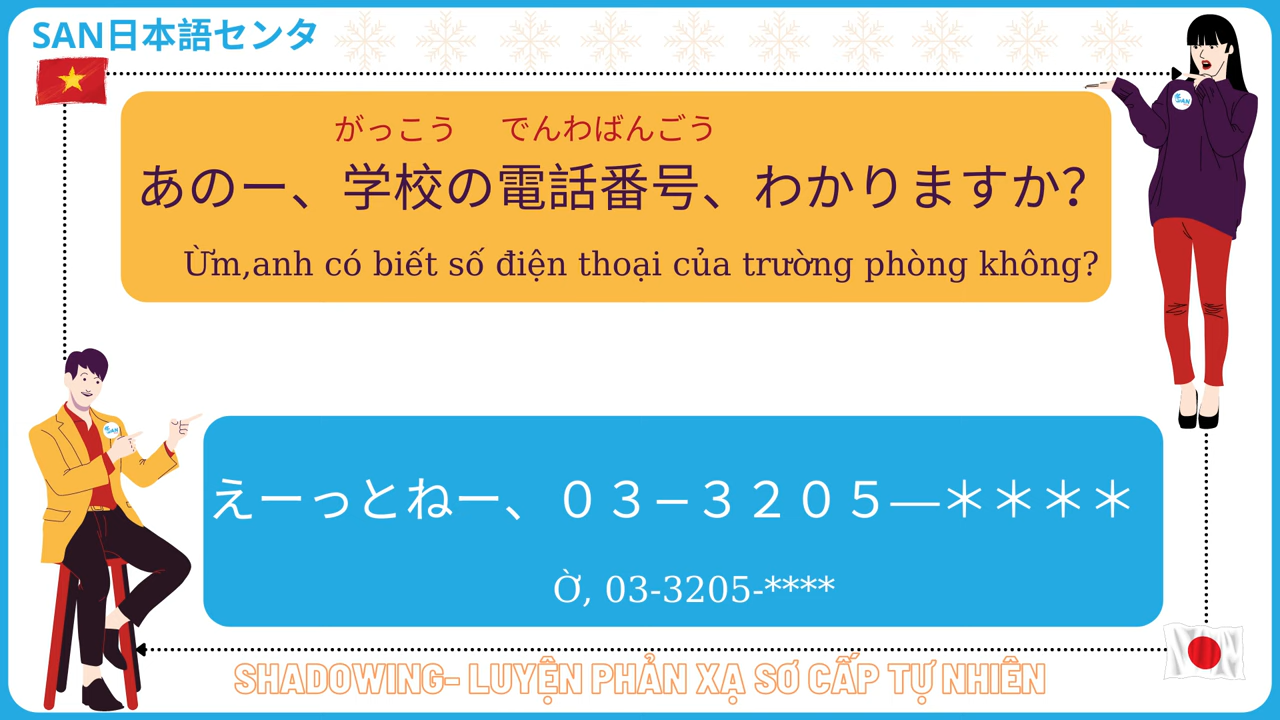 SAN日本語センタ
がっこう でんわばんごう
あのー、学校の電話番号、わかりますか?
Ừm,anh có biết số điện thoại của trường phòng không?
えーっとねー、０３－３２０５―＊＊＊＊
Ờ, 03-3205-****
SHADOWING- LUYỆN PHẢN XẠ SƠ CẤP TỰ NHIÊN
SAN
SAN